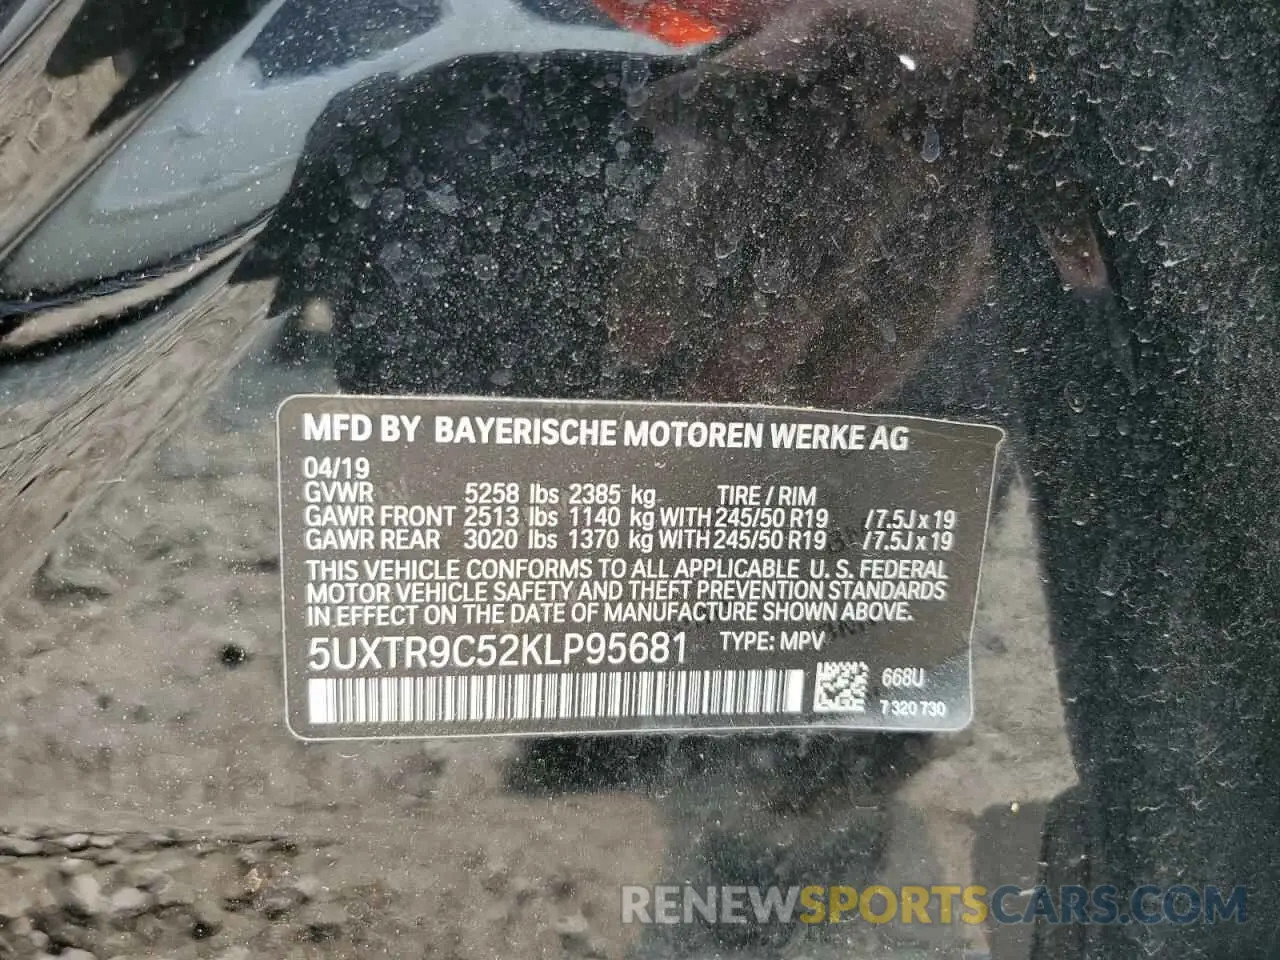 MFD BY BAYERISCHE MOTOREN WERKE AG
04/19
GVWR 5258 lbs 2385 kg TIRE / RIM
GAWR FRONT 2513 lbs 1140 kg WITH 245/50 R19 /7.5J x 19
GAWR REAR 3020 lbs 1370 kg WITH 245/50 R19 /7.5J x 19
THIS VEHICLE CONFORMS TO ALL APPLICABLE U. S. FEDERAL
MOTOR VEHICLE SAFETY AND THEFT PREVENTION STANDARDS
IN EFFECT ON THE DATE OF MANUFACTURE SHOWN ABOVE.
5UXTR9C52KLP95681 TYPE: MPV
668U
7 320 730
RENEWSPORTSCARS.COM